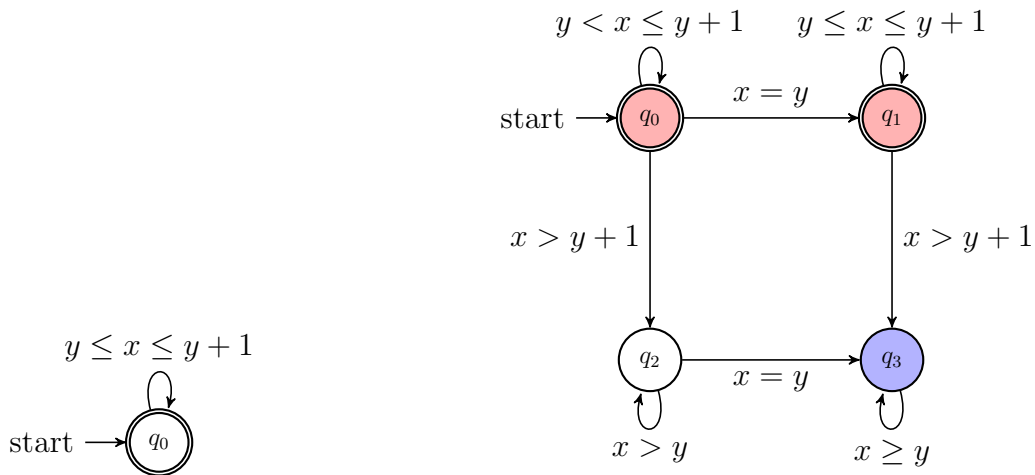 y < x ≤ y + 1
y ≤ x ≤ y + 1
start
q0
x = y
q1
x > y + 1
x > y + 1
y ≤ x ≤ y + 1
start
q0
q2
x = y
q3
x > y
x ≥ y